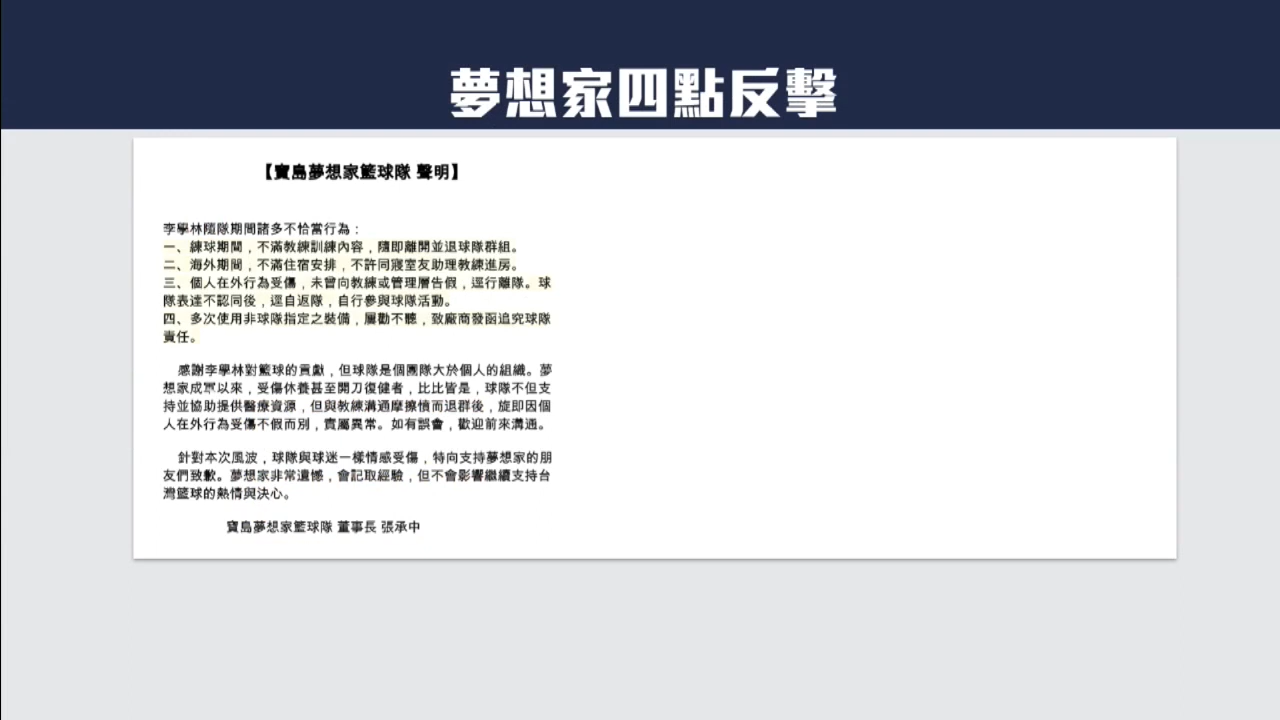 夢想家四點反擊
【寶島夢想家籃球隊 聲明】
李學林隨隊期間諸多不恰當行為：
一、練球期間，不滿教練訓練內容，隨即離開並退球隊群組。
二、海外期間，不滿住宿安排，不許同寢室友助理教練進房。
三、個人在外行為受傷，未曾向教練或管理層告假，逕行離隊。球
隊表達不認同後，逕自返隊，自行參與球隊活動。
四、多次使用非球隊指定之裝備，屢勸不聽，致廠商發函追究球隊
責任。
感謝李學林對籃球的貢獻，但球隊是個團隊大於個人的組織。夢
想家成軍以來，受傷休養甚至開刀復健者，比比皆是，球隊不但支
持並協助提供醫療資源，但與教練溝通摩擦憤而退群後，旋即因個
人在外行為受傷不假而別，實屬異常。如有誤會，歡迎前來溝通。
針對本次風波，球隊與球迷一樣情感受傷，特向支持夢想家的朋
友們致歉。夢想家非常遺憾，會記取經驗，但不會影響繼續支持台
灣籃球的熱情與決心。
寶島夢想家籃球隊 董事長 張承中